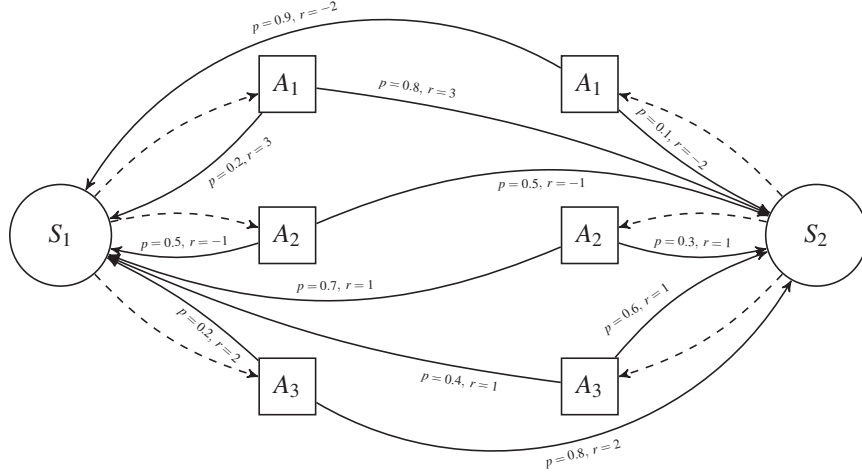 p = 0.9, r = −2
A₁
A₁
p = 0.8, r = 3
p = 0.1, r = −2
p = 0.2, r = 3
p = 0.5, r = −1
S₁
A₂
A₂
S₂
p = 0.5, r = −1
p = 0.3, r = 1
p = 0.7, r = 1
p = 0.6, r = 1
p = 0.2, r = 2
A₃
p = 0.4, r = 1
A₃
p = 0.8, r = 2